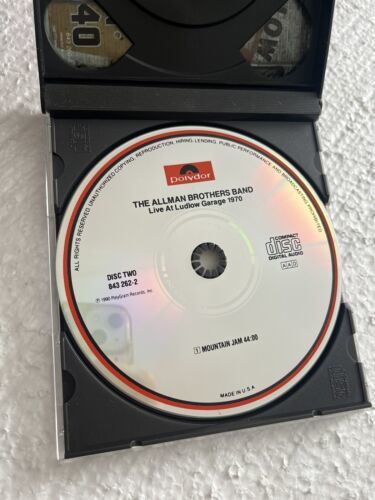 40
ALL RIGHTS RESERVED UNAUTHORIZED COPYING, REPRODUCTION, HIRING, LENDING, PUBLIC PERFORMANCE AND BROADCASTING PROHIBITED
polydor
THE ALLMAN BROTHERS BAND
Live At Ludlow Garage 1970
DISC TWO
843 262-2
℗ 1990 PolyGram Records, Inc.
COMPACT
disc
DIGITAL AUDIO
AAD
1 MOUNTAIN JAM 44:00
MADE IN U.S.A.